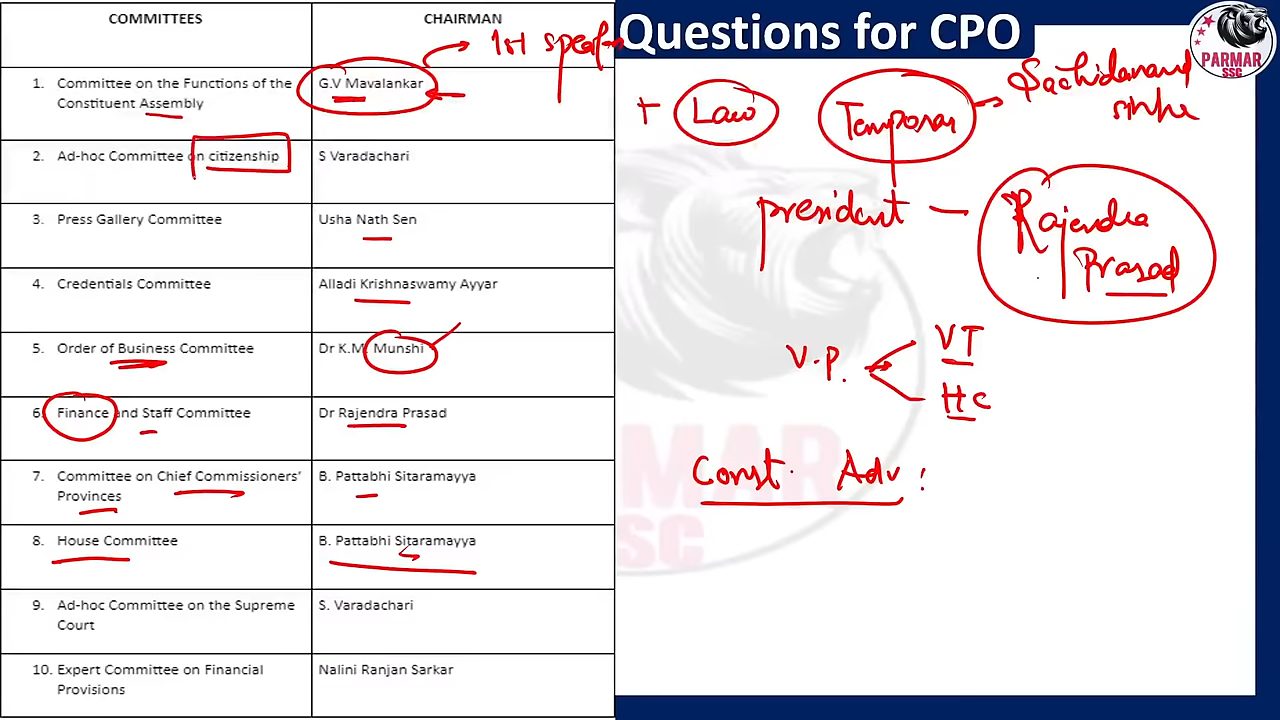 COMMITTEES CHAIRMAN
1. Committee on the Functions of the Constituent Assembly G.V Mavalankar
2. Ad-hoc Committee on citizenship S Varadachari
3. Press Gallery Committee Usha Nath Sen
4. Credentials Committee Alladi Krishnaswamy Ayyar
5. Order of Business Committee Dr K.M. Munshi
6. Finance and Staff Committee Dr Rajendra Prasad
7. Committee on Chief Commissioners' Provinces B. Pattabhi Sitaramayya
8. House Committee B. Pattabhi Sitaramayya
9. Ad-hoc Committee on the Supreme Court S. Varadachari
10. Expert Committee on Financial Provisions Nalini Ranjan Sarkar
1st
Questions for CPO
PARMAR
SSC
+ Law
Temporary
Sachidanand
sinha
president – Rajendra
Prasad
V.P.
VT
HC
Const. Adv :
PARMAR
SSC